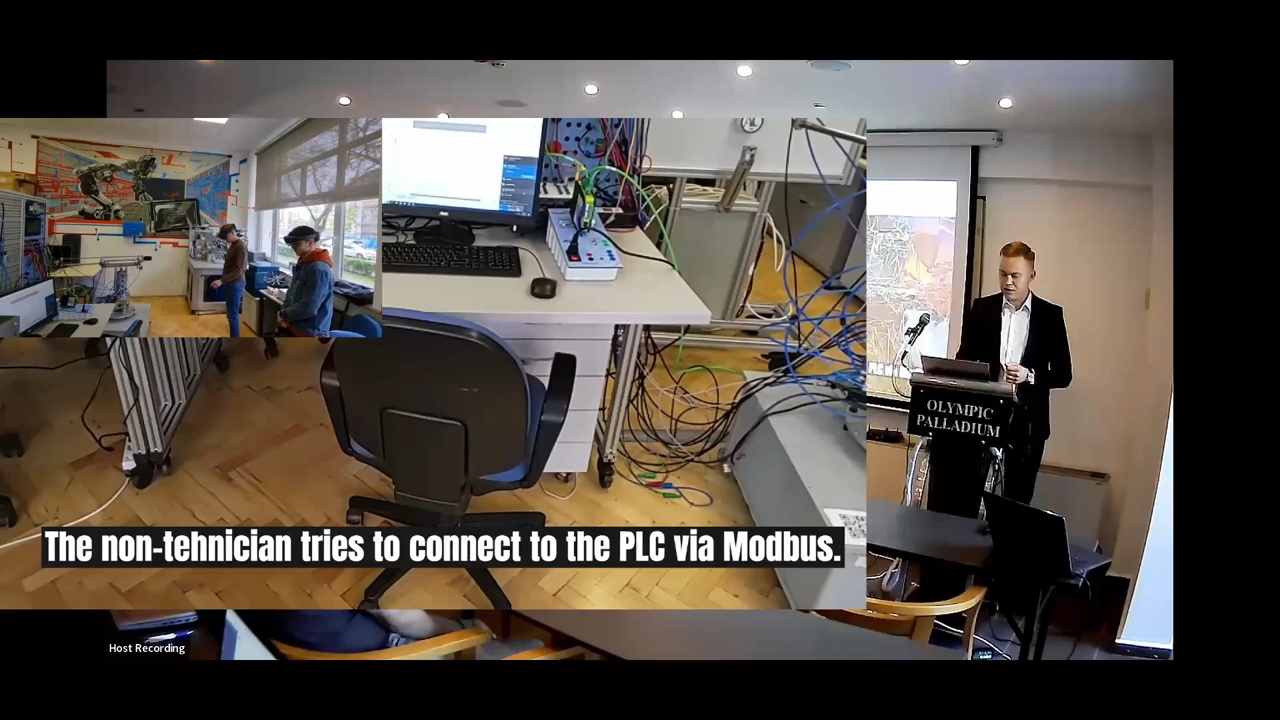 OLYMPIC
PALLADIUM
The non-tehnician tries to connect to the PLC via Modbus.
Host Recording